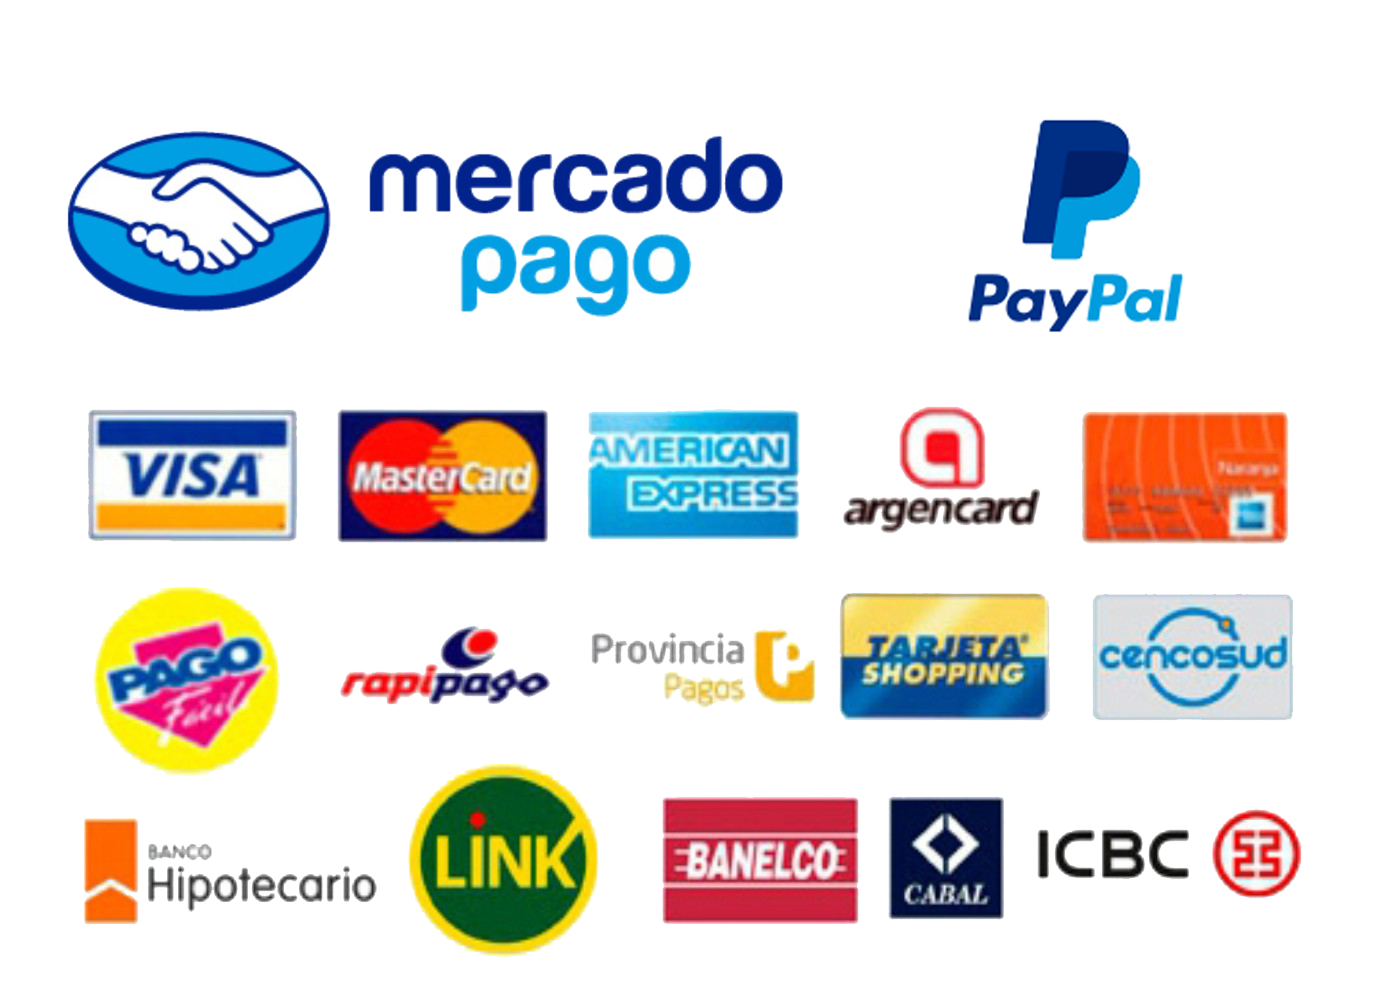 mercado
pago
PayPal
VISA
MasterCard
AMERICAN
EXPRESS
argencard
Naranja
PAGO
Fácil
rapipago
Provincia
Pagos
TARJETA
SHOPPING
cencosud
BANCO
Hipotecario
LINK
BANELCO
CABAL
ICBC